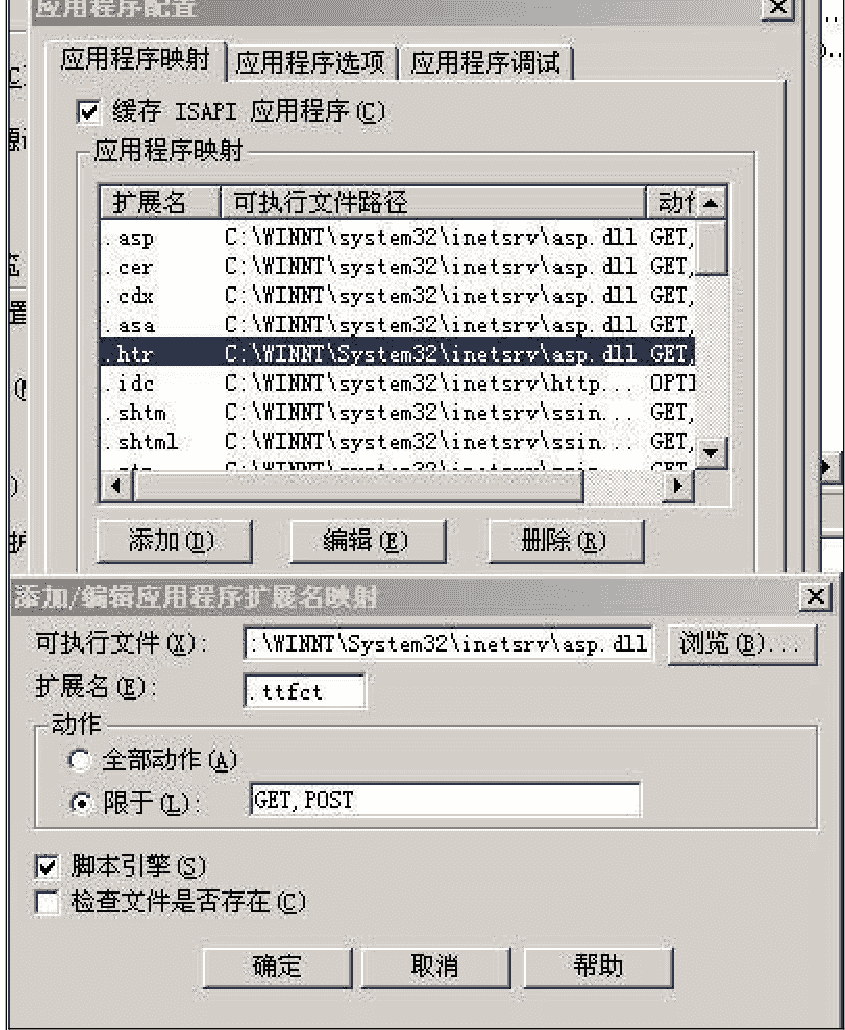 应用程序配置
应用程序映射 应用程序选项 应用程序调试
缓存 ISAPI 应用程序(C)
应用程序映射
扩展名 可执行文件路径 动作
.asp C:\WINNT\system32\inetsrv\asp.dll GET,
.cer C:\WINNT\system32\inetsrv\asp.dll GET,
.cdx C:\WINNT\system32\inetsrv\asp.dll GET,
.asa C:\WINNT\system32\inetsrv\asp.dll GET,
.htr C:\WINNT\System32\inetsrv\asp.dll GET,
.idc C:\WINNT\system32\inetsrv\http... OPTI
.shtm C:\WINNT\system32\inetsrv\ssin... GET,
.shtml C:\WINNT\system32\inetsrv\ssin... GET,
添加(D) 编辑(E) 删除(R)
添加/编辑应用程序扩展名映射
可执行文件(X): :\WINNT\System32\inetsrv\asp.dll 浏览(B)...
扩展名(E): .ttfct
动作
全部动作(A)
限于(L): GET,POST
脚本引擎(S)
检查文件是否存在(C)
确定 取消 帮助